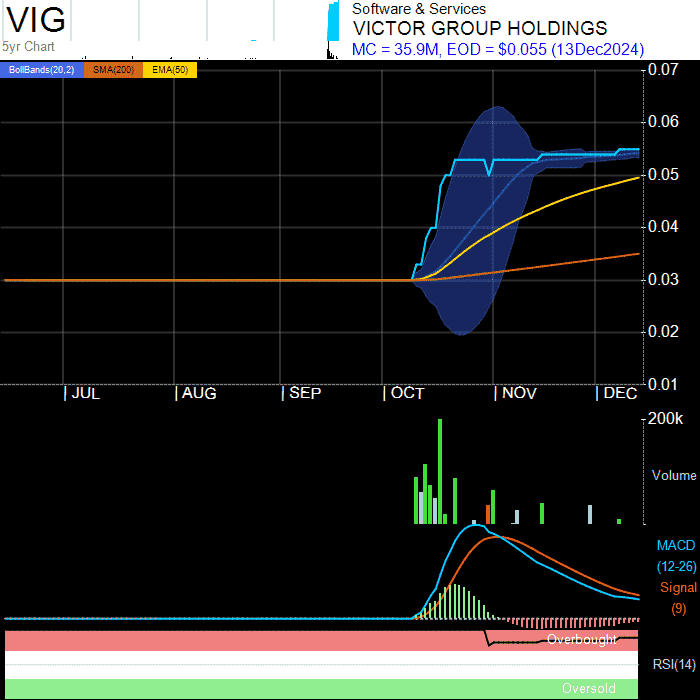 VIG
5yr Chart
Software & Services
VICTOR GROUP HOLDINGS
MC = 35.9M, EOD = $0.055 (13Dec2024)
BollBands(20,2) SMA(200) EMA(50)
0.07
0.06
0.05
0.04
0.03
0.02
0.01
JUL AUG SEP OCT NOV DEC
200k
Volume
MACD
(12-26)
Signal
(9)
Overbought
RSI(14)
Oversold